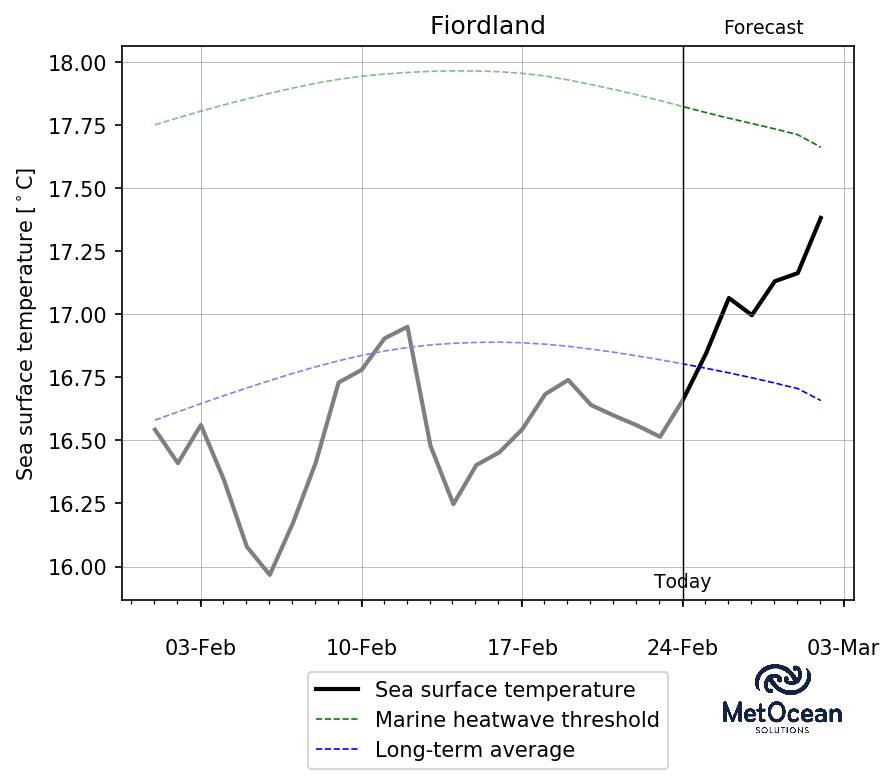 Fiordland
Forecast
Sea surface temperature [°C]
18.00
17.75
17.50
17.25
17.00
16.75
16.50
16.25
16.00
Today
03-Feb 10-Feb 17-Feb 24-Feb 03-Mar
Sea surface temperature
Marine heatwave threshold
Long-term average
MetOcean
SOLUTIONS